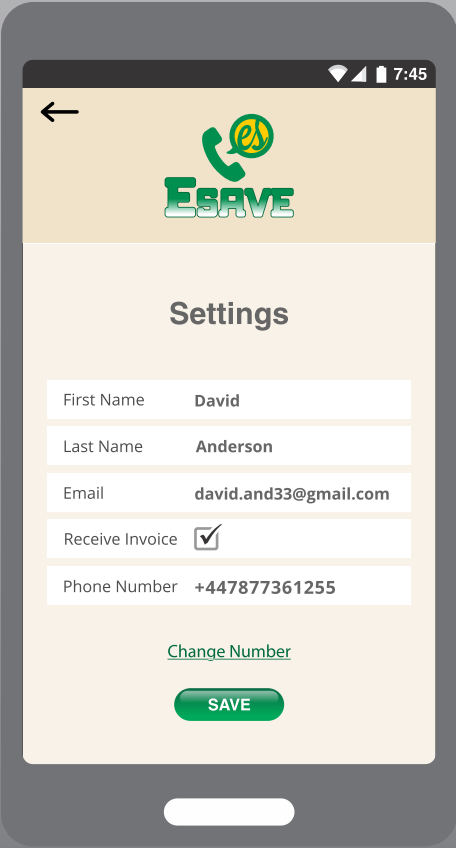 7:45
es
ESAVE
Settings
First Name David
Last Name Anderson
Email david.and33@gmail.com
Receive Invoice
Phone Number +447877361255
Change Number
SAVE